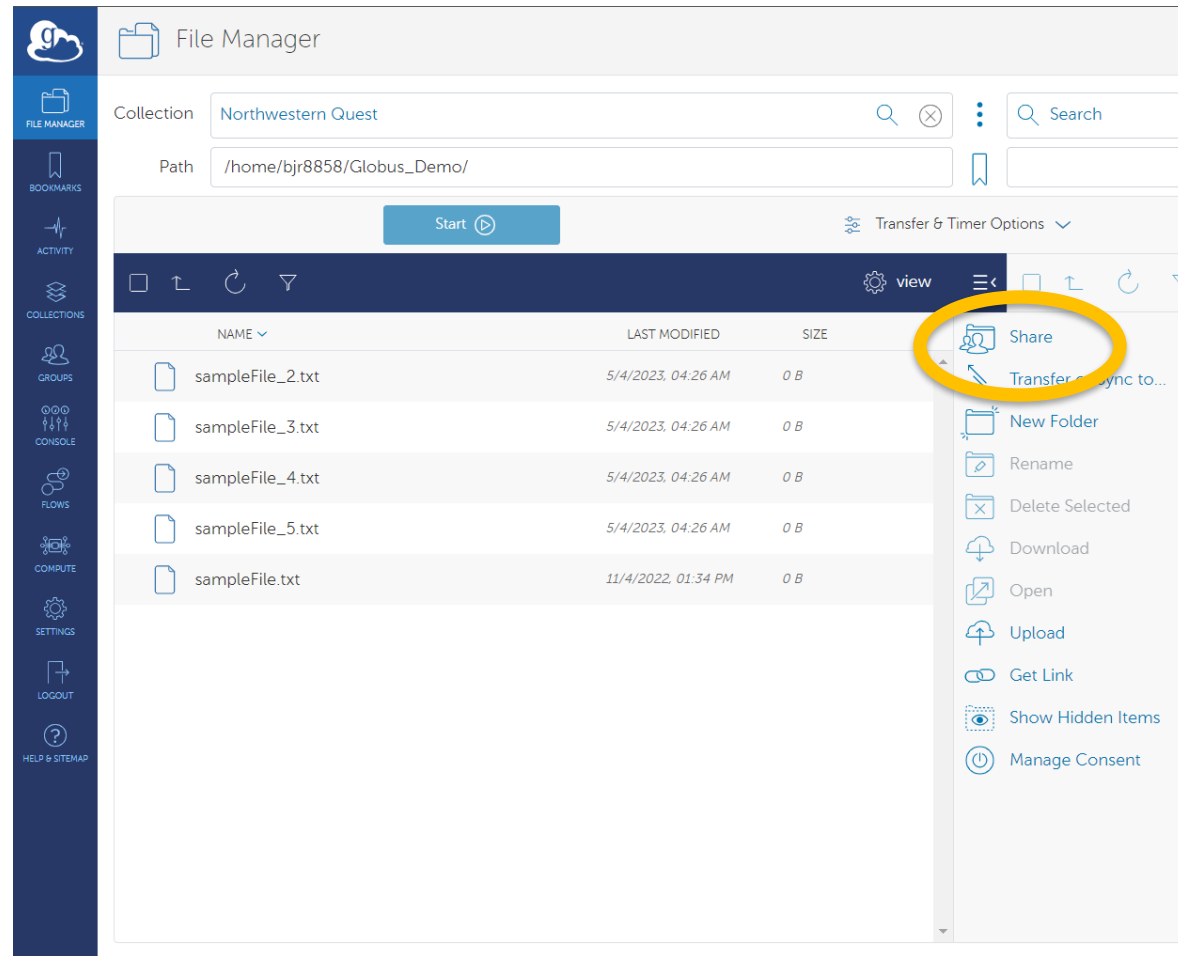 g
File Manager
FILE MANAGER
BOOKMARKS
ACTIVITY
COLLECTIONS
GROUPS
CONSOLE
FLOWS
COMPUTE
SETTINGS
LOGOUT
HELP & SITEMAP
Collection Northwestern Quest Search
Path /home/bjr8858/Globus_Demo/
Start Transfer & Timer Options
view
NAME LAST MODIFIED SIZE
sampleFile_2.txt 5/4/2023, 04:26 AM 0 B
sampleFile_3.txt 5/4/2023, 04:26 AM 0 B
sampleFile_4.txt 5/4/2023, 04:26 AM 0 B
sampleFile_5.txt 5/4/2023, 04:26 AM 0 B
sampleFile.txt 11/4/2022, 01:34 PM 0 B
Share
Transfer or Sync to...
New Folder
Rename
Delete Selected
Download
Open
Upload
Get Link
Show Hidden Items
Manage Consent